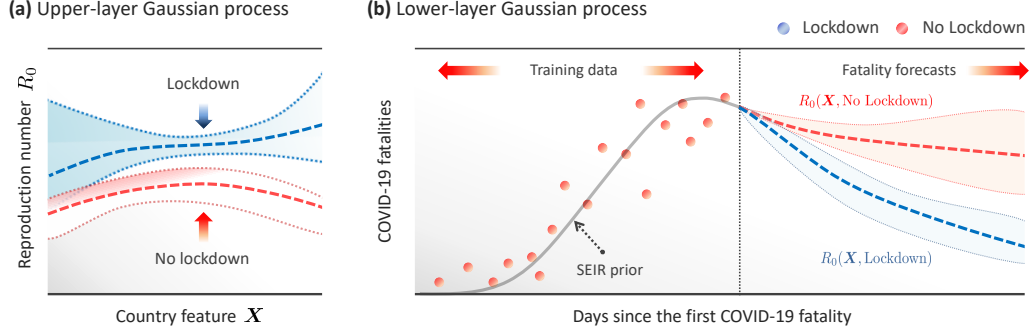 (a) Upper-layer Gaussian process
Reproduction number R₀
Lockdown
No lockdown
Country feature X
(b) Lower-layer Gaussian process
Lockdown
No Lockdown
COVID-19 fatalities
Training data
Fatality forecasts
R₀(X, No Lockdown)
SEIR prior
R₀(X, Lockdown)
Days since the first COVID-19 fatality